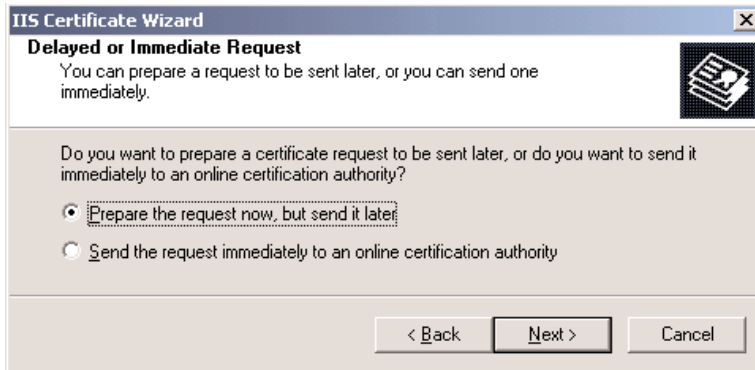 IIS Certificate Wizard
Delayed or Immediate Request
You can prepare a request to be sent later, or you can send one
immediately.
Do you want to prepare a certificate request to be sent later, or do you want to send it
immediately to an online certification authority?
Prepare the request now, but send it later
Send the request immediately to an online certification authority
< Back Next > Cancel